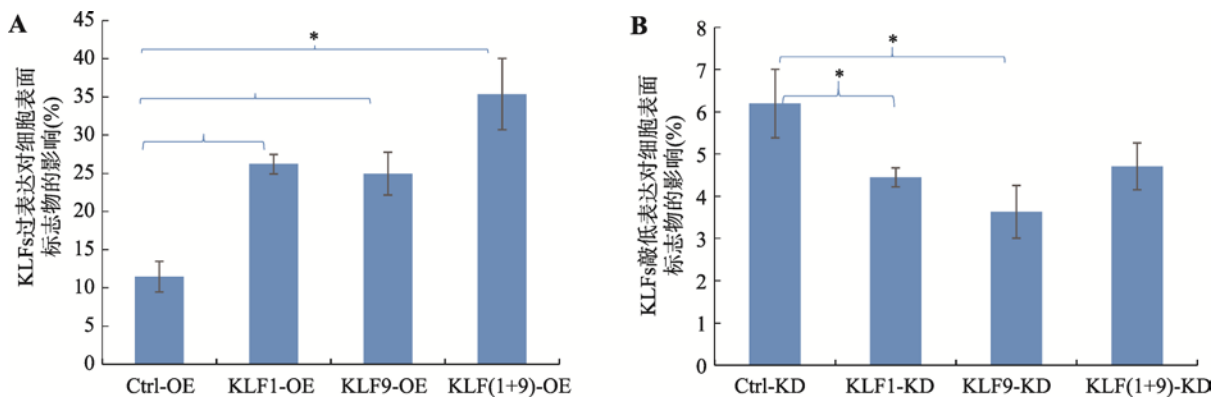 A
KLFs过表达对细胞表面
标志物的影响(%)
45
40
35
30
25
20
15
10
5
0
*
Ctrl-OE
KLF1-OE
KLF9-OE
KLF(1+9)-OE
B
KLFs敲低表达对细胞表面
标志物的影响(%)
8
7
6
5
4
3
2
1
0
*
*
Ctrl-KD
KLF1-KD
KLF9-KD
KLF(1+9)-KD